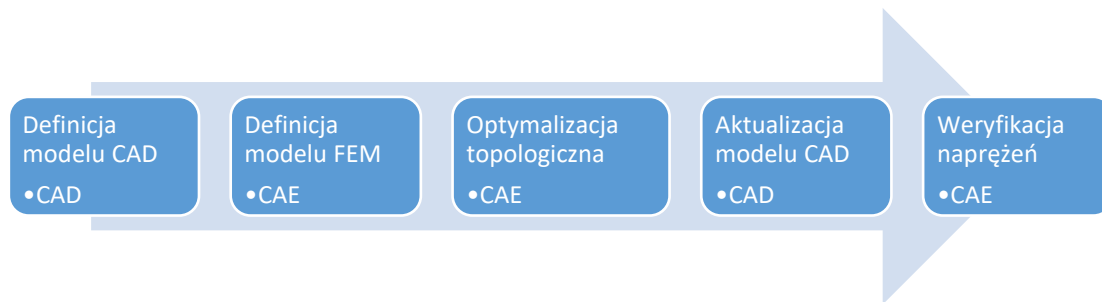 Definicja
modelu CAD
•CAD
Definicja
modelu FEM
•CAE
Optymalizacja
topologiczna
•CAE
Aktualizacja
modelu CAD
•CAD
Weryfikacja
naprężeń
•CAE